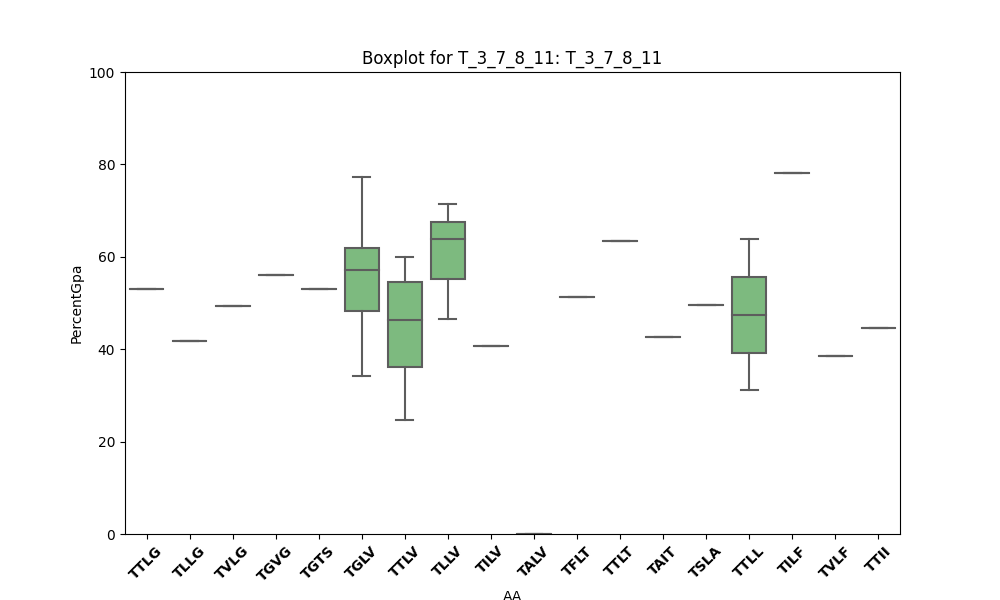 Boxplot for T_3_7_8_11: T_3_7_8_11
PercentGpa
100
80
60
40
20
0
TTLG TLLG TVLG TGVG TGTS TGLV TTLV TLLV TILV TALV TFLT TTLT TAIT TSLA TTLL TILF TVLF TTII
AA